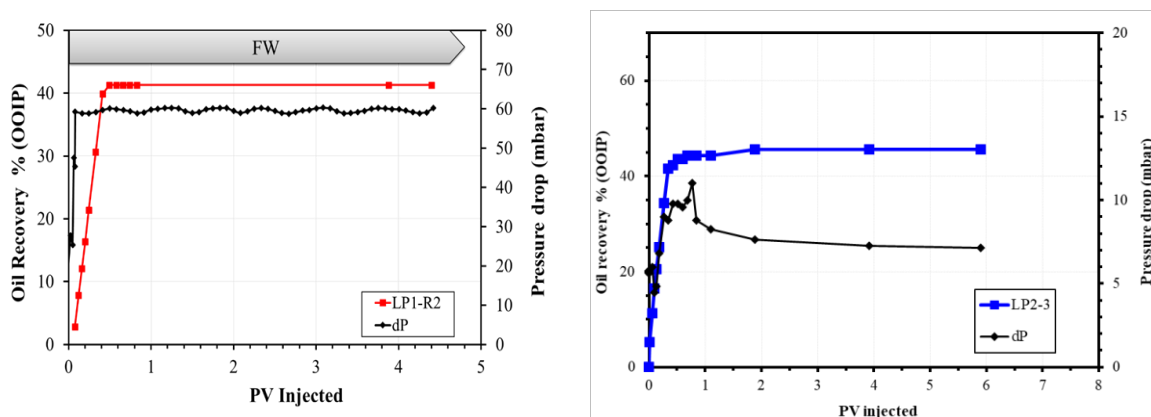 50
40
30
20
10
0
Oil Recovery % (OOIP)
FW
80
70
60
50
40
30
20
10
0
Pressure drop (mbar)
LP1-R2
dP
0 1 2 3 4 5
PV Injected
60
40
20
0
Oil recovery % (OOIP)
20
15
10
5
0
Pressure drop (mbar)
LP2-3
dP
0 1 2 3 4 5 6 7 8
PV injected